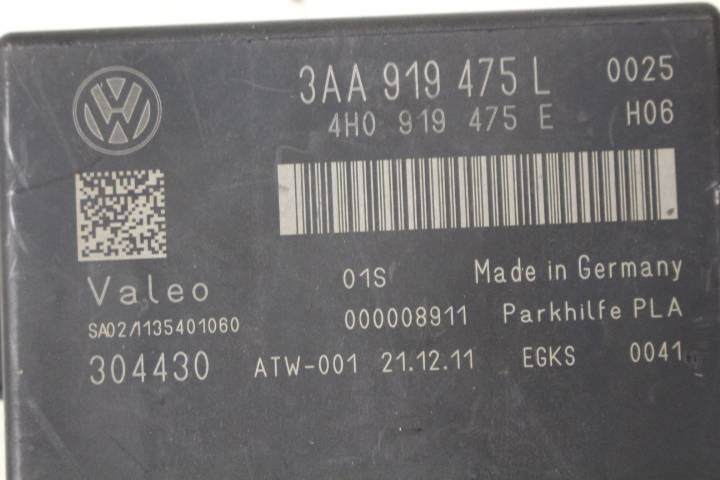 3AA 919 475 L 0025
4H0 919 475 E H06
Valeo 01S Made in Germany
SA02/1135401060 000008911 Parkhilfe PLA
304430 ATW-001 21.12.11 EGKS 0041